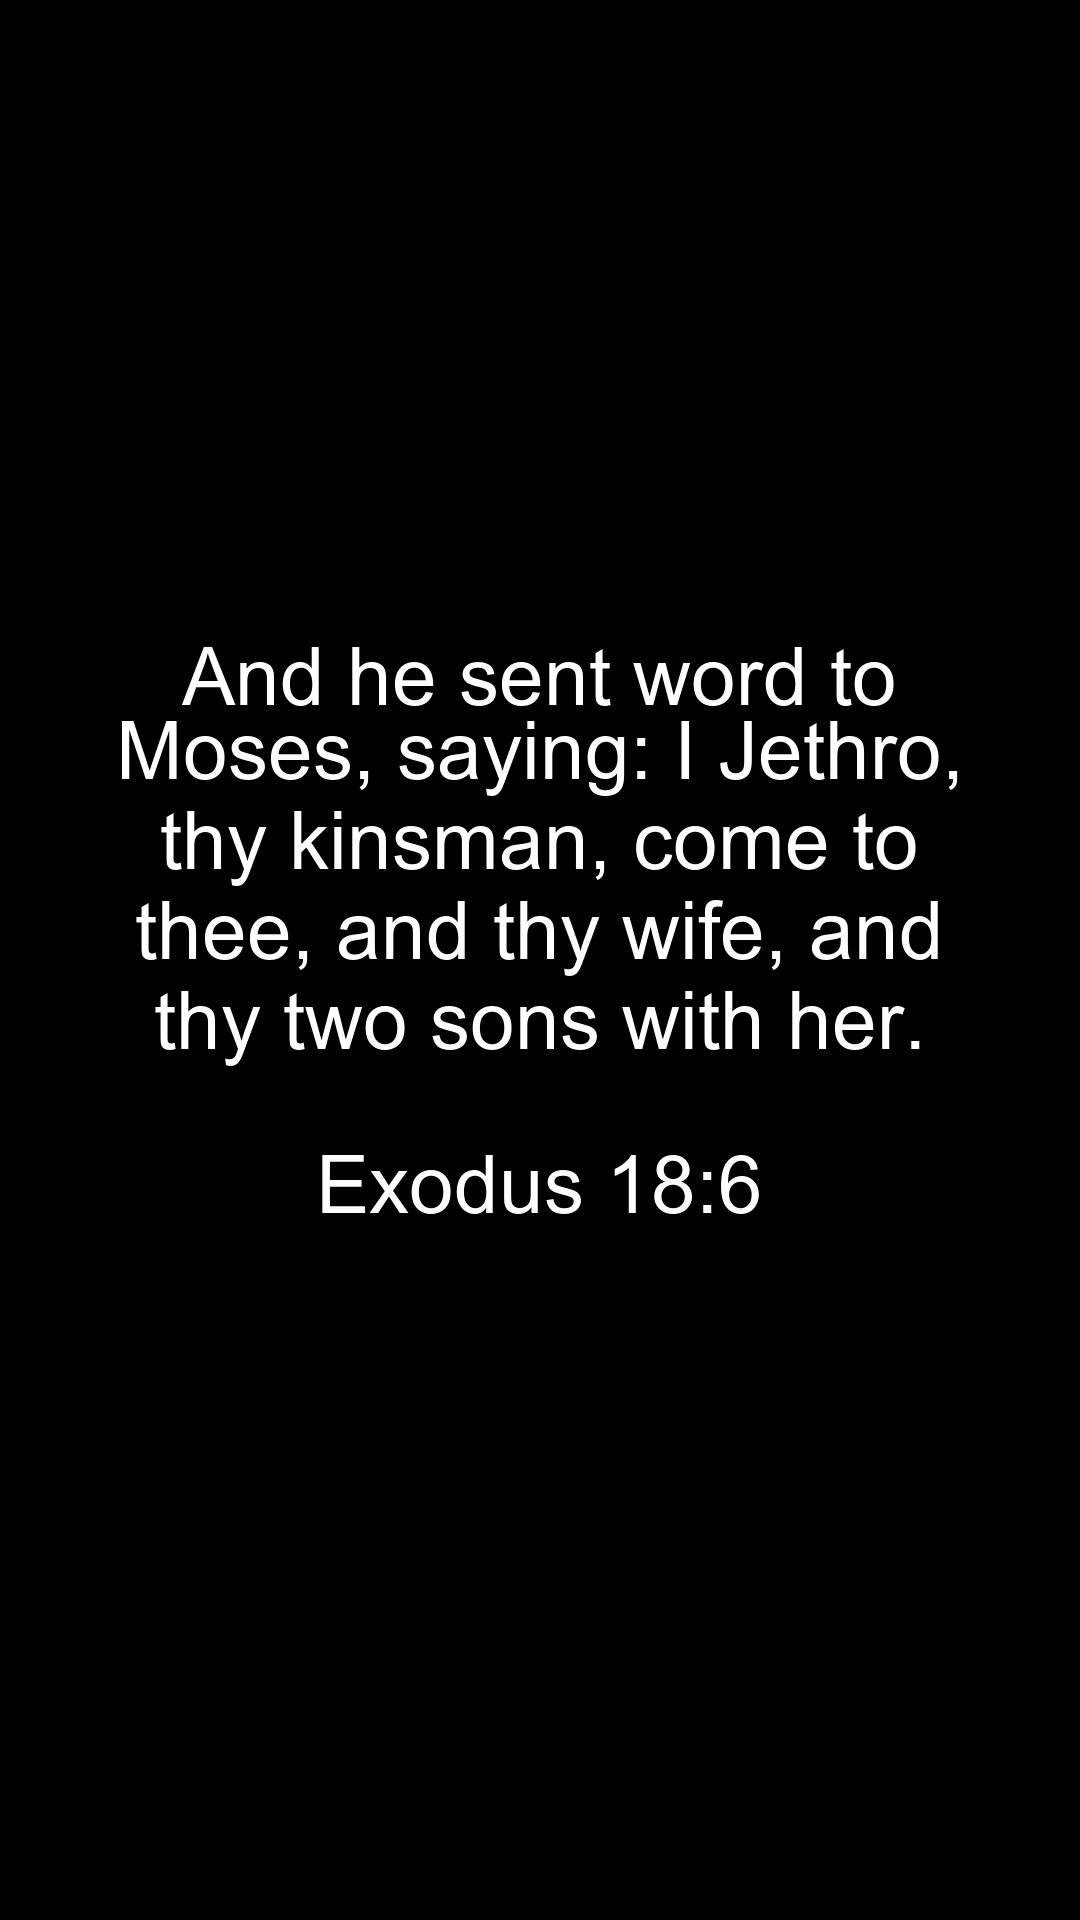 And he sent word to
Moses, saying: I Jethro,
thy kinsman, come to
thee, and thy wife, and
thy two sons with her.
Exodus 18:6